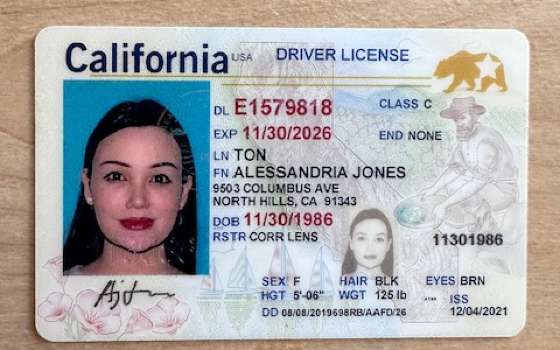 California USA DRIVER LICENSE
DL E1579818 CLASS C
EXP 11/30/2026 END NONE
LN TON
FN ALESSANDRIA JONES
9503 COLUMBUS AVE
NORTH HILLS, CA 91343
DOB 11/30/1986
RSTR CORR LENS 11301986
SEX F HAIR BLK EYES BRN
HGT 5'-06" WGT 125 lb ISS
DD 08/08/2019698RB/AAFD/26 12/04/2021